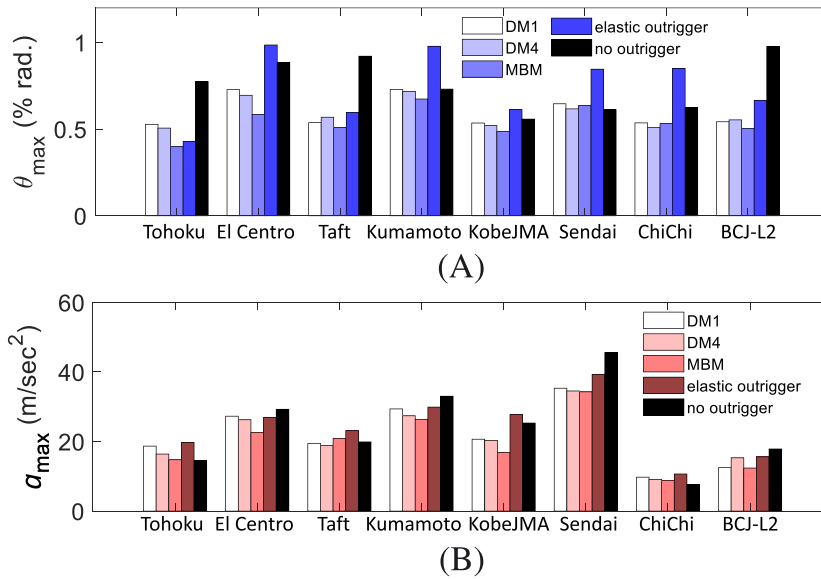 1
0.5
0
θmax (% rad.)
DM1
DM4
MBM
elastic outrigger
no outrigger
Tohoku El Centro Taft Kumamoto KobeJMA Sendai ChiChi BCJ-L2
(A)
60
40
20
0
amax (m/sec2)
DM1
DM4
MBM
elastic outrigger
no outrigger
Tohoku El Centro Taft Kumamoto KobeJMA Sendai ChiChi BCJ-L2
(B)